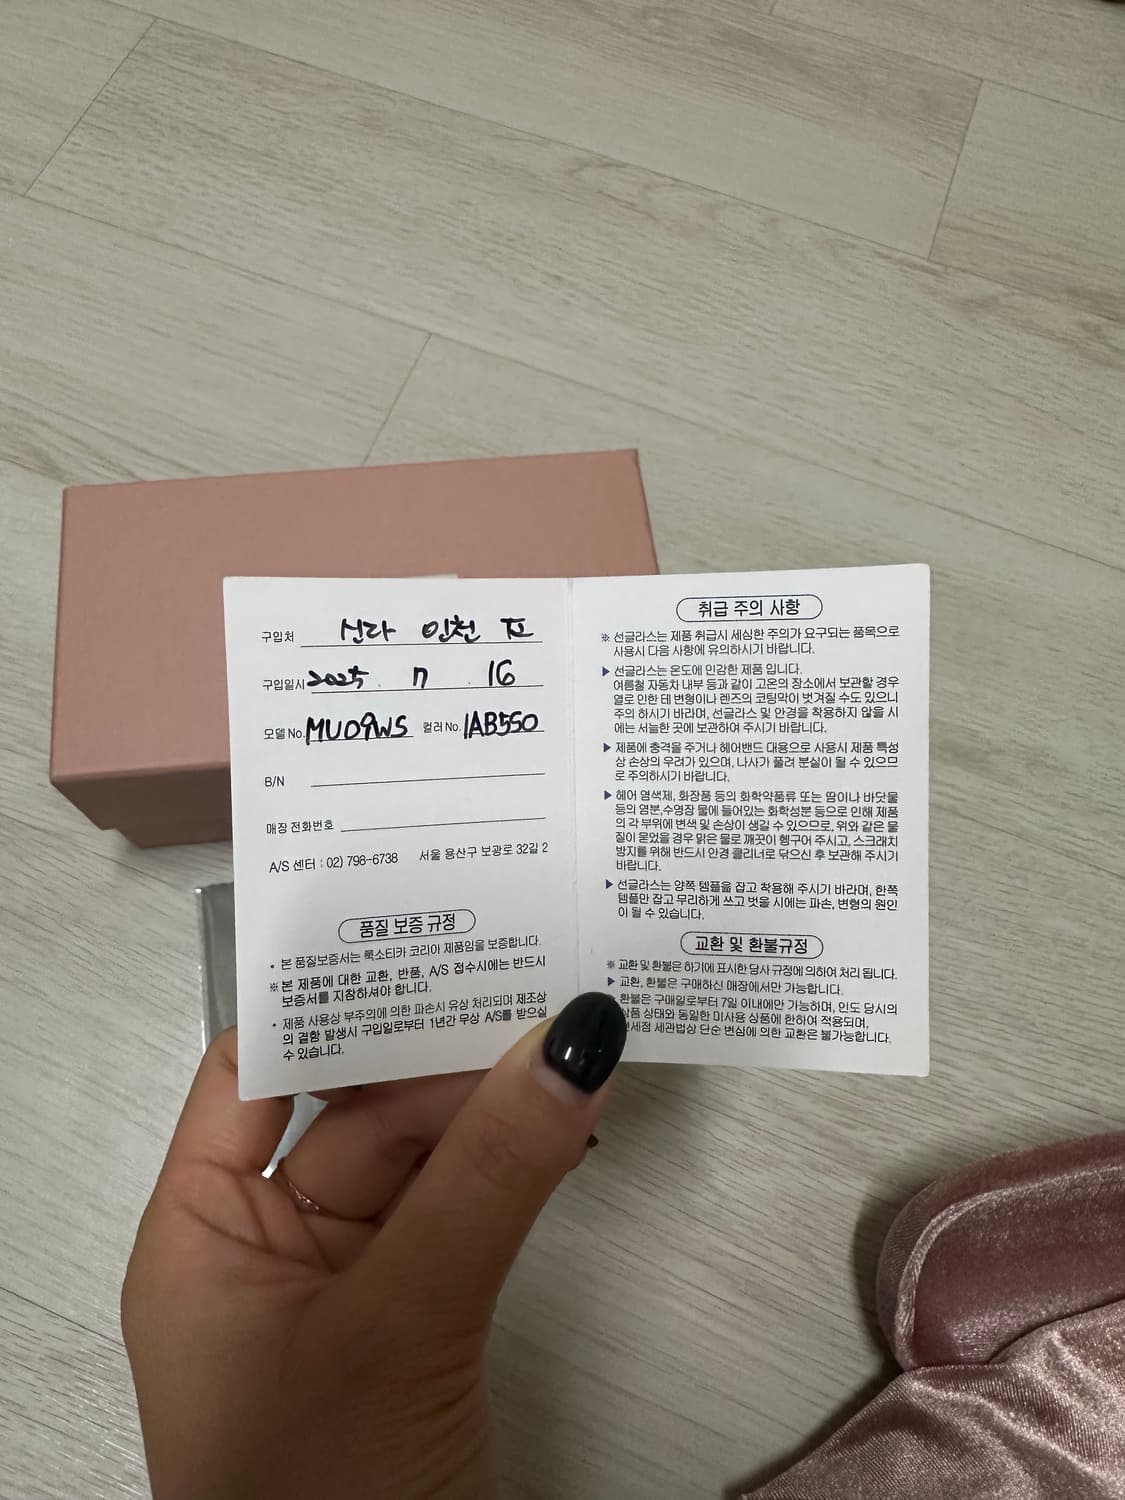 구입처 신라 인천 T2
구입일시 2025. 7. 16
모델 No. MU09WS 컬러 No. 1AB5S0
B/N
매장 전화번호
A/S 센터 : 02) 798-6738 서울 용산구 보광로 32길 2
품질 보증 규정
• 본 품질보증서는 룩소티카 코리아 제품임을 보증합니다.
※ 본 제품에 대한 교환, 반품, A/S 접수시에는 반드시
보증서를 지참하셔야 합니다.
• 제품 사용상 부주의에 의한 파손시 유상 처리되며 제조상
의 결함 발생시 구입일로부터 1년간 무상 A/S를 받으실
수 있습니다.
취급 주의 사항
※ 선글라스는 제품 취급시 세심한 주의가 요구되는 품목으로
사용시 다음 사항에 유의하시기 바랍니다.
▶ 선글라스는 온도에 민감한 제품 입니다.
여름철 자동차 내부 등과 같이 고온의 장소에서 보관할 경우
열로 인한 테 변형이나 렌즈의 코팅막이 벗겨질 수도 있으니
주의 하시기 바라며, 선글라스 및 안경을 착용하지 않을 시
에는 서늘한 곳에 보관하여 주시기 바랍니다.
▶ 제품에 충격을 주거나 헤어밴드 대용으로 사용시 제품 특성
상 손상의 우려가 있으며, 나사가 풀려 분실이 될 수 있으므
로 주의하시기 바랍니다.
▶ 헤어 염색제, 화장품 등의 화학약품류 또는 땀이나 바닷물
등의 염분,수영장 물에 들어있는 화학성분 등으로 인해 제품
의 각 부위에 변색 및 손상이 생길 수 있으므로, 위와 같은 물
질이 묻었을 경우 맑은 물로 깨끗이 헹구어 주시고, 스크래치
방지를 위해 반드시 안경 클리너로 닦으신 후 보관해 주시기
바랍니다.
▶ 선글라스는 양쪽 템플을 잡고 착용해 주시기 바라며, 한쪽
템플만 잡고 무리하게 쓰고 벗을 시에는 파손, 변형의 원인
이 될 수 있습니다.
교환 및 환불규정
※ 교환 및 환불은 하기에 표시한 당사 규정에 의하여 처리 됩니다.
▶ 교환, 환불은 구매하신 매장에서만 가능합니다.
환불은 구매일로부터 7일 이내에만 가능하며, 인도 당시의
상품 상태와 동일한 미사용 상품에 한하여 적용되며,
면세점 세관법상 단순 변심에 의한 교환은 불가능합니다.